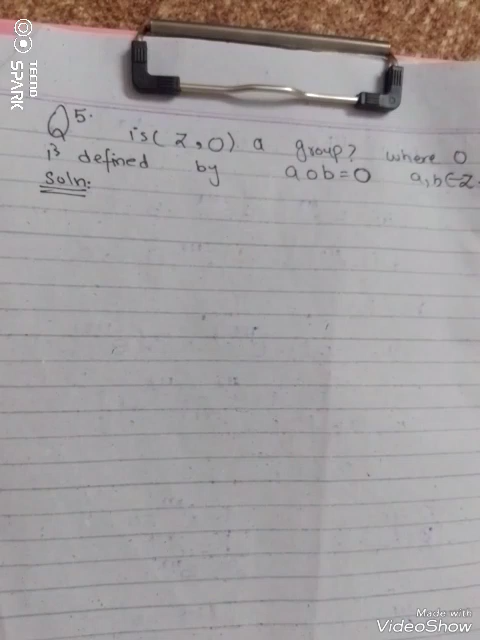 TECNO
SPARK
Q5. is (Z, O) a group? where O
is defined by a o b = O a, b ∈ Z.
Soln:
Made with
VideoShow